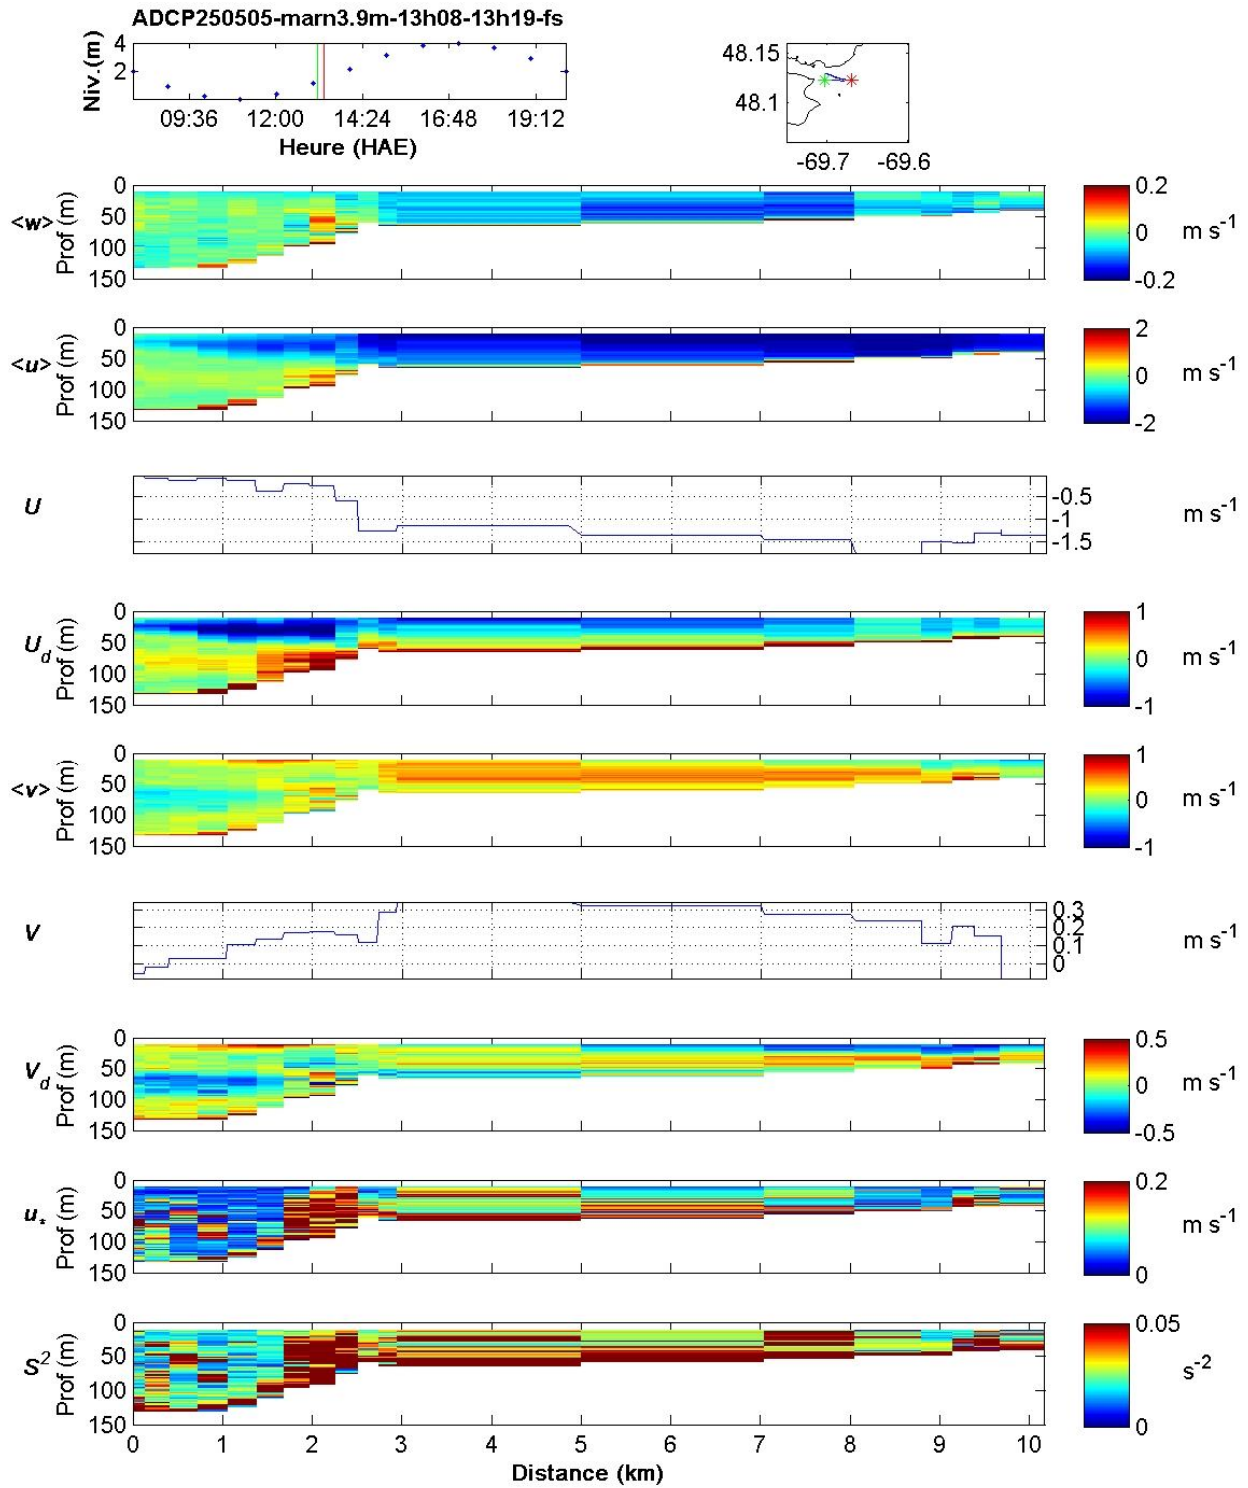 ADCP250505-marn3.9m-13h08-13h19-fs
Niv.(m)
4
2
09:36 12:00 14:24 16:48 19:12
Heure (HAE)
48.15
48.1
-69.7 -69.6
<w>
Prof (m)
0
50
100
150
0.2
0
-0.2
m s-1
<u>
Prof (m)
0
50
100
150
2
0
-2
m s-1
U
-0.5
-1
-1.5
m s-1
Ud
Prof (m)
0
50
100
150
1
0
-1
m s-1
<v>
Prof (m)
0
50
100
150
1
0
-1
m s-1
V
0.3
0.2
0.1
0
m s-1
Vd
Prof (m)
0
50
100
150
0.5
0
-0.5
m s-1
u*
Prof (m)
0
50
100
150
0.2
0
m s-1
S2
Prof (m)
0
50
100
150
0.05
0
s-2
0 1 2 3 4 5 6 7 8 9 10
Distance (km)